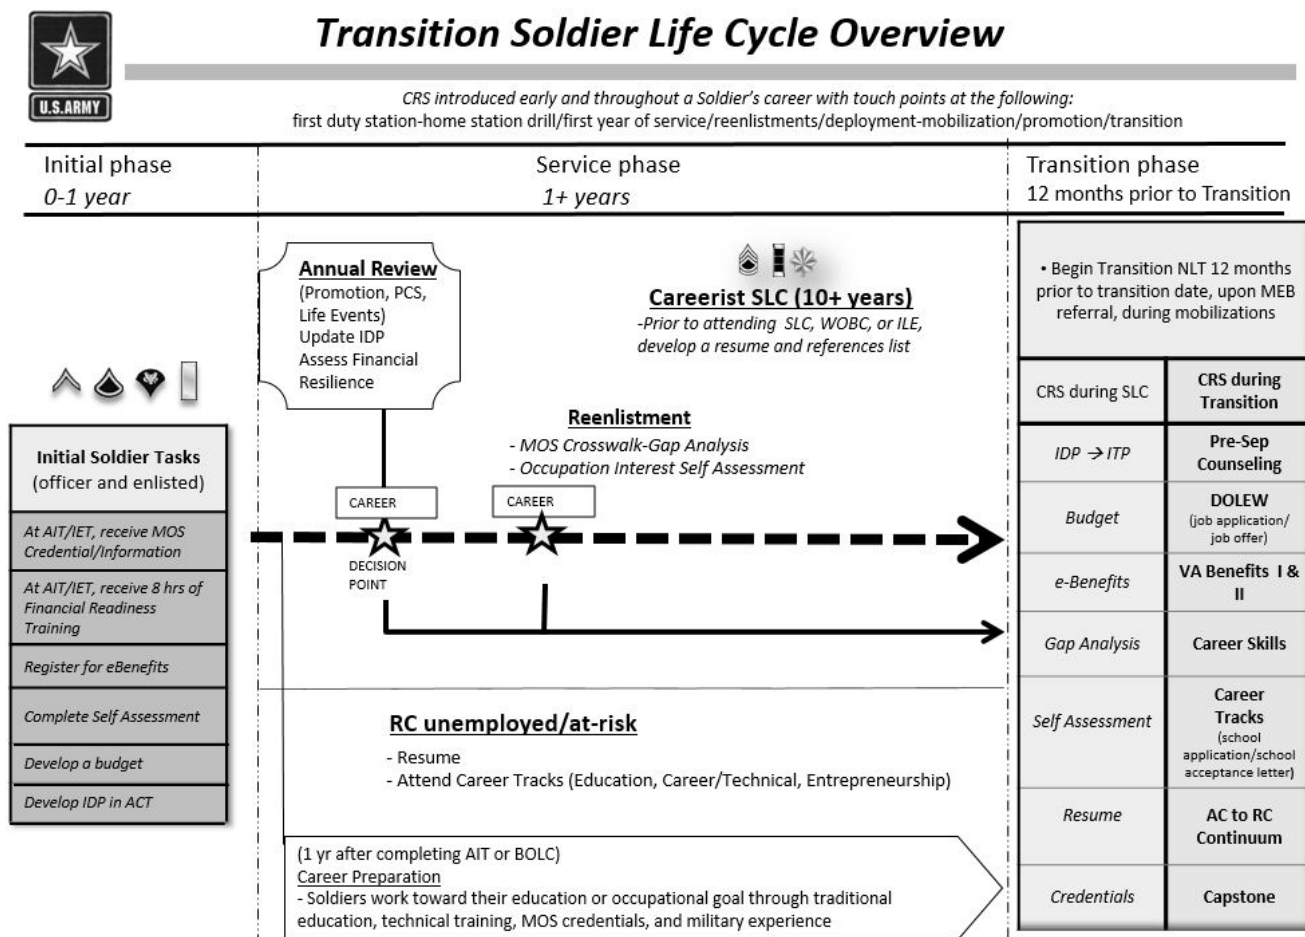 Transition Soldier Life Cycle Overview
U.S.ARMY
CRS introduced early and throughout a Soldier's career with touch points at the following:
first duty station-home station drill/first year of service/reenlistments/deployment-mobilization/promotion/transition
Initial phase
0-1 year
Service phase
1+ years
Transition phase
12 months prior to Transition
Initial Soldier Tasks
(officer and enlisted)
At AIT/IET, receive MOS
Credential/Information
At AIT/IET, receive 8 hrs of
Financial Readiness
Training
Register for eBenefits
Complete Self Assessment
Develop a budget
Develop IDP in ACT
Annual Review
(Promotion, PCS,
Life Events)
Update IDP
Assess Financial
Resilience
Careerist SLC (10+ years)
-Prior to attending SLC, WOBC, or ILE,
develop a resume and references list
Reenlistment
- MOS Crosswalk-Gap Analysis
- Occupation Interest Self Assessment
CAREER
CAREER
DECISION
POINT
RC unemployed/at-risk
- Resume
- Attend Career Tracks (Education, Career/Technical, Entrepreneurship)
(1 yr after completing AIT or BOLC)
Career Preparation
- Soldiers work toward their education or occupational goal through traditional
education, technical training, MOS credentials, and military experience
• Begin Transition NLT 12 months
prior to transition date, upon MEB
referral, during mobilizations
CRS during SLC
CRS during
Transition
IDP → ITP
Pre-Sep
Counseling
Budget
DOLEW
(job application/
job offer)
e-Benefits
VA Benefits I &
II
Gap Analysis
Career Skills
Self Assessment
Career
Tracks
(school
application/school
acceptance letter)
Resume
AC to RC
Continuum
Credentials
Capstone